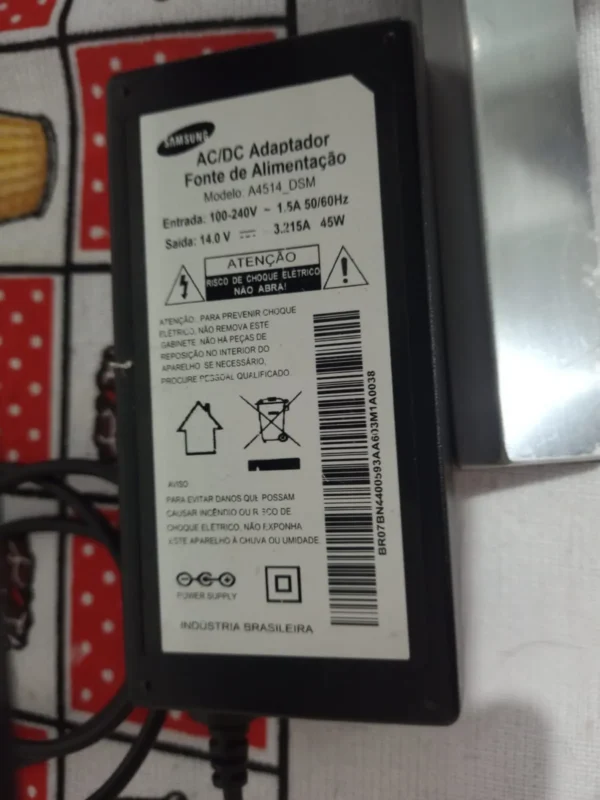 SAMSUNG
AC/DC Adaptador
Fonte de Alimentação
Modelo: A4514_DSM
Entrada: 100-240V ~ 1.5A 50/60Hz
Saída: 14.0 V ⎓ 3.215A 45W
ATENÇÃO
RISCO DE CHOQUE ELÉTRICO
NÃO ABRA!
ATENÇÃO: PARA PREVENIR CHOQUE
ELÉTRICO, NÃO REMOVA ESTE
GABINETE. NÃO HÁ PEÇAS DE
REPOSIÇÃO NO INTERIOR DO
APARELHO. SE NECESSÁRIO,
PROCURE PESSOAL QUALIFICADO.
AVISO
PARA EVITAR DANOS QUE POSSAM
CAUSAR INCÊNDIO OU RISCO DE
CHOQUE ELÉTRICO, NÃO EXPONHA
ESTE APARELHO À CHUVA OU UMIDADE
POWER SUPPLY
INDÚSTRIA BRASILEIRA